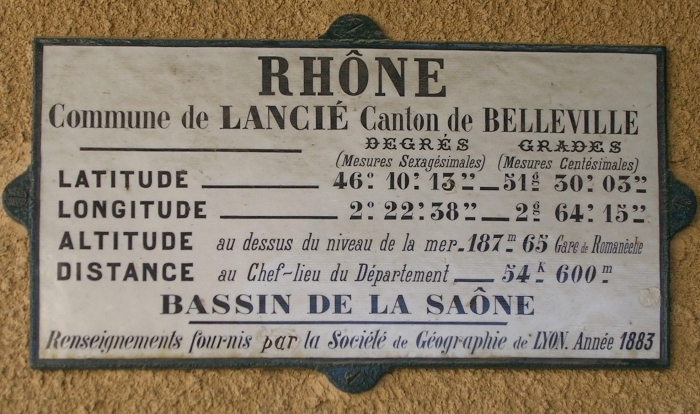 RHÔNE
Commune de LANCIÉ Canton de BELLEVILLE
DEGRÉS GRADES
(Mesures Sexagésimales) (Mesures Centésimales)
LATITUDE 46° 10' 13" 51g 30' 03"
LONGITUDE 2° 22' 38" 2g 64' 15"
ALTITUDE au dessus du niveau de la mer 187m 65 Gare de Romanèche
DISTANCE au Chef-lieu du Département 54K 600m
BASSIN DE LA SAÔNE
Renseignements fournis par la Société de Géographie de LYON. Année 1883